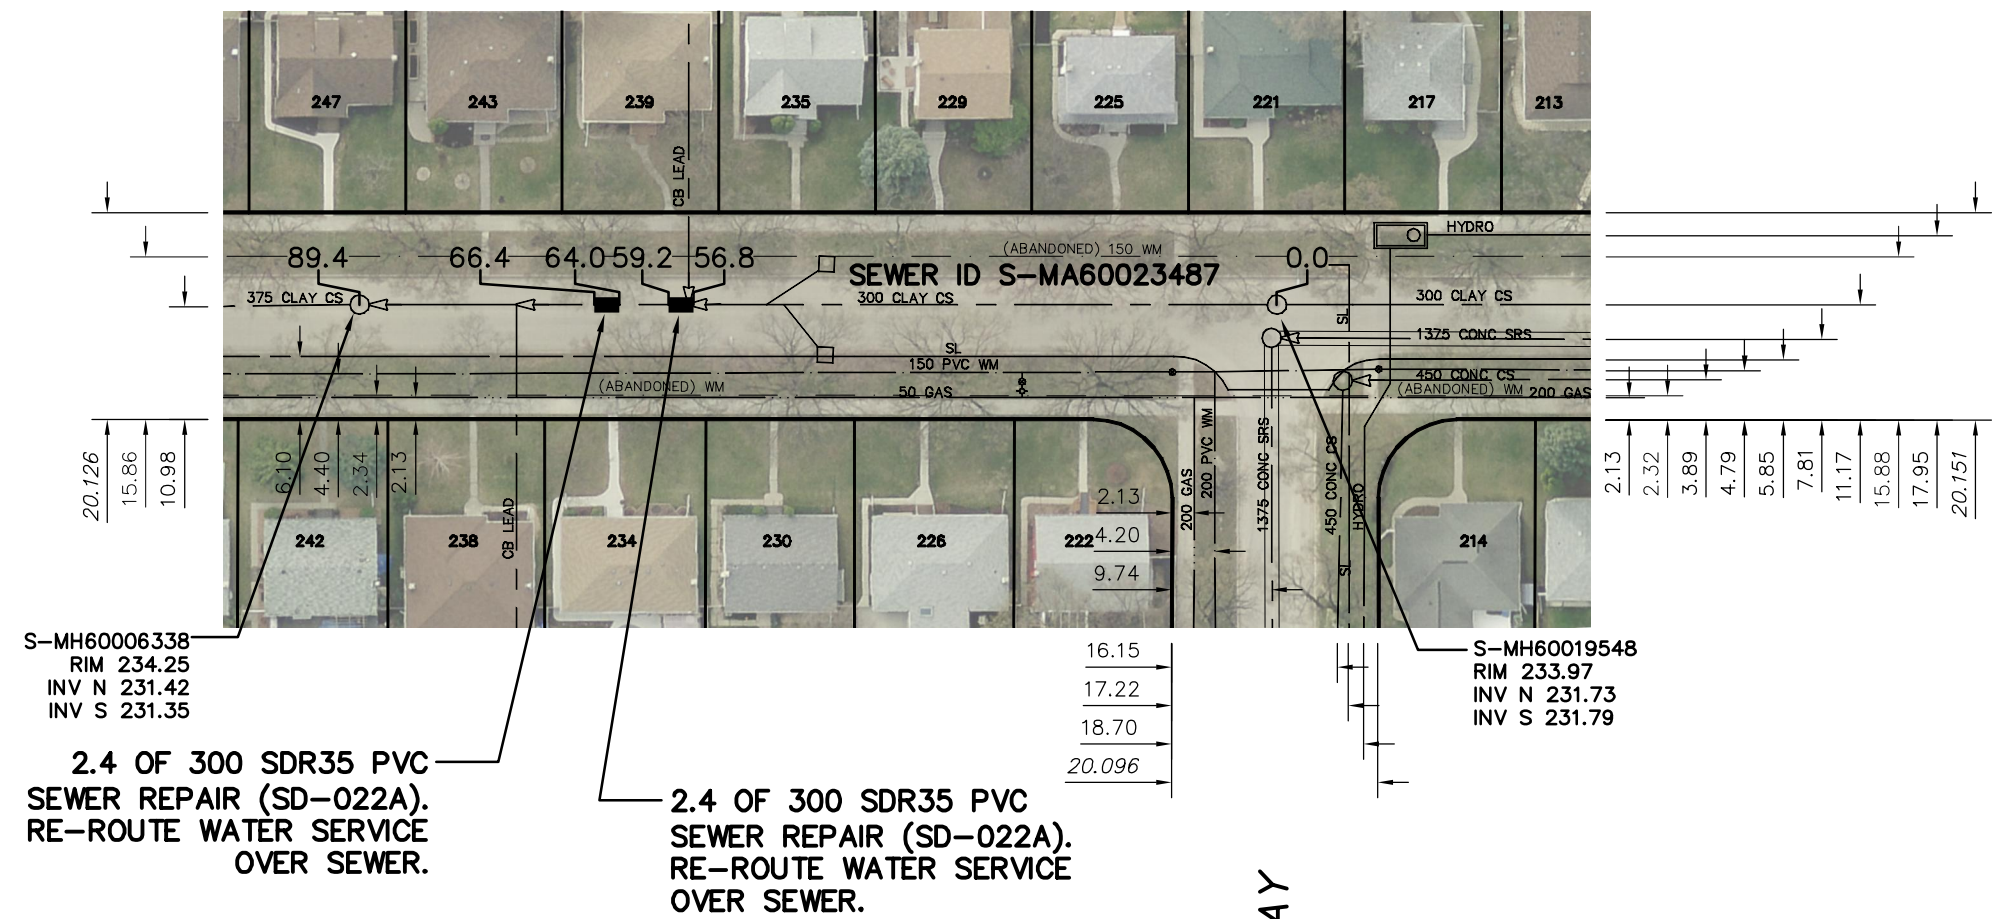 247
243
239
235
229
225
221
217
213
CB LEAD
HYDRO
(ABANDONED) 150 WM
89.4
66.4
64.0
59.2
56.8
0.0
SEWER ID S-MA60023487
375 CLAY CS
300 CLAY CS
300 CLAY CS
SL
1375 CONC SRS
SL
150 PVC WM
450 CONC CS
(ABANDONED) WM
(ABANDONED) WM
50 GAS
200 GAS
20.126
15.86
10.98
6.10
4.40
2.34
2.13
2.13
2.32
3.89
4.79
5.85
7.81
11.17
15.88
17.95
20.151
CB LEAD
200 GAS
200 PVC WM
1375 CONC SRS
450 CONC CS
HYDRO
SL
242
238
234
230
226
222
214
2.13
4.20
9.74
16.15
17.22
18.70
20.096
S-MH60006338
RIM 234.25
INV N 231.42
INV S 231.35
S-MH60019548
RIM 233.97
INV N 231.73
INV S 231.79
2.4 OF 300 SDR35 PVC
SEWER REPAIR (SD-022A).
RE-ROUTE WATER SERVICE
OVER SEWER.
2.4 OF 300 SDR35 PVC
SEWER REPAIR (SD-022A).
RE-ROUTE WATER SERVICE
OVER SEWER.